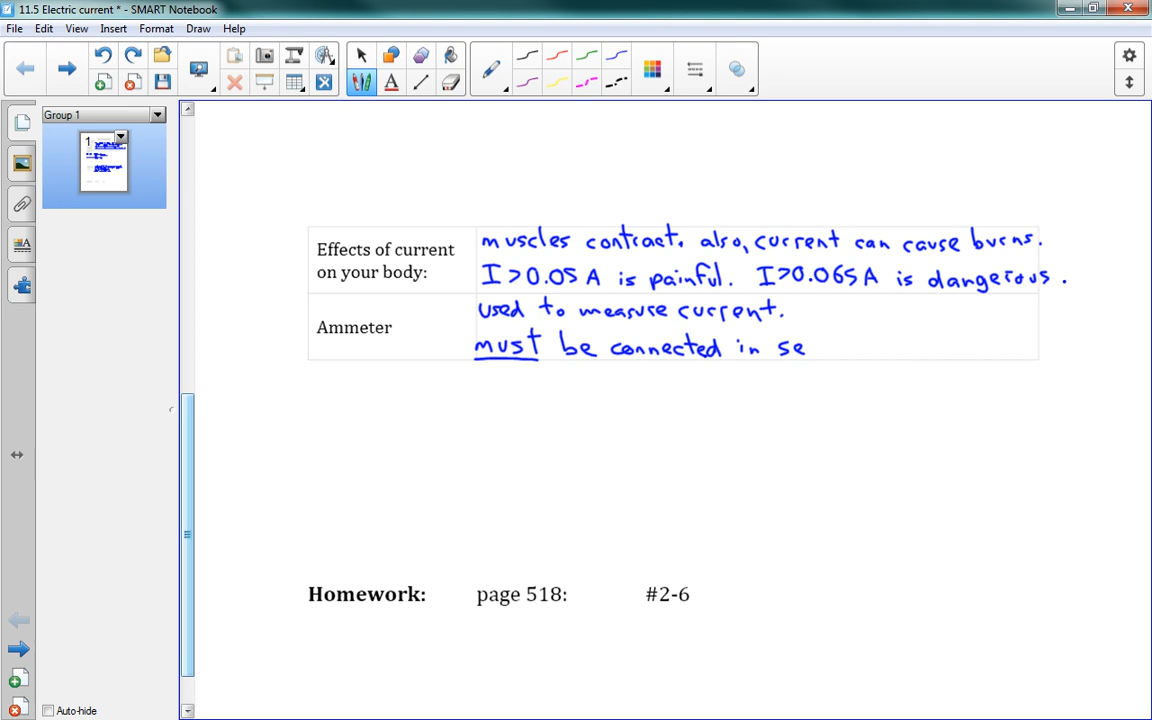 11.5 Electric current * - SMART Notebook
File Edit View Insert Format Draw Help
Group 1
1
Effects of current
on your body:
muscles contract. also, current can cause burns.
I>0.05 A is painful. I>0.065A is dangerous.
Ammeter
used to measure current.
must be connected in se
Homework: page 518: #2-6
Auto-hide